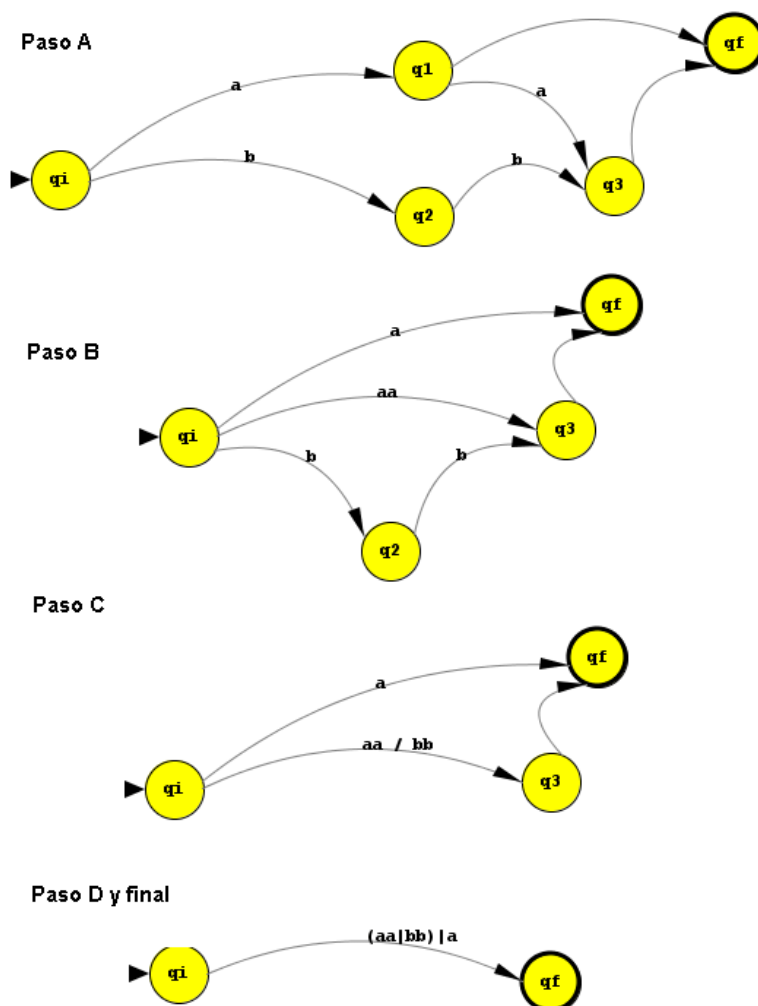 Paso A
qf
q1
a
a
b
b
qi
q3
q2
qf
a
Paso B
aa
qi
q3
b
b
q2
Paso C
qf
a
aa / bb
qi
q3
Paso D y final
(aa|bb)|a
qi
qf